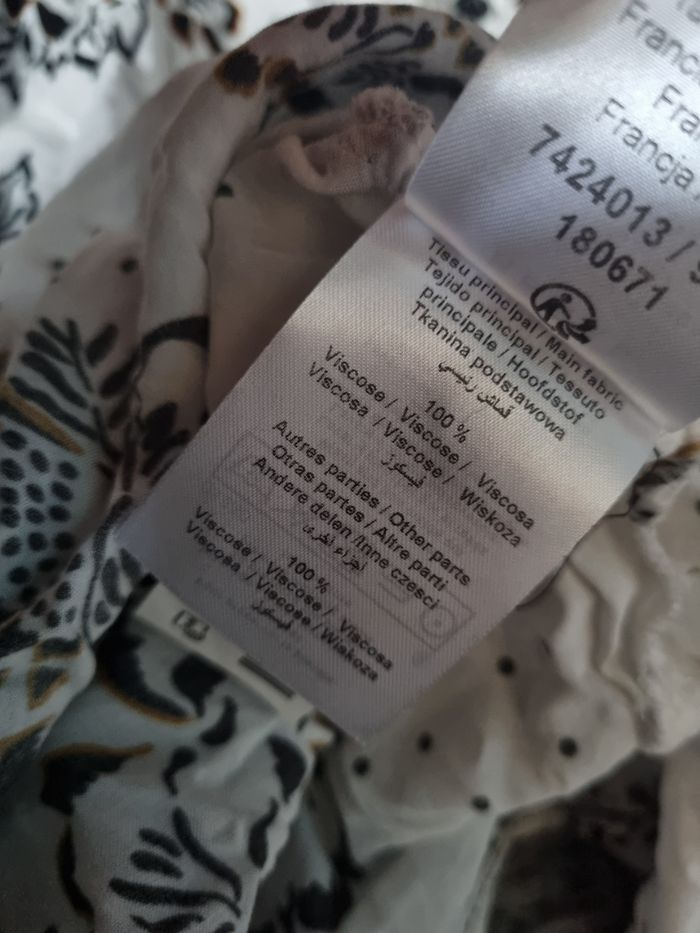 Franc
Fra
Francja
7424013 /
180671
Tissu principal / Main fabric
Tejido principal / Tessuto
principale / Hoofdstof
Tkanina podstawowa
قماش رئيسي
100 %
Viscose / Viscose / Viscosa
Viscosa / Viscose / Wiskoza
فيسكوز
Autres parties / Other parts
Otras partes / Altre parti
Andere delen /Inne czesci
أجزاء أخرى
100 %
Viscose / Viscose / Viscosa
Viscosa / Viscose / Wiskoza
فيسكوز